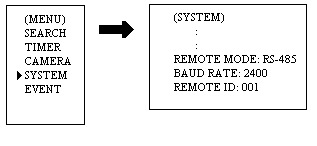 (MENU)
SEARCH
TIMER
CAMERA
SYSTEM
EVENT
(SYSTEM)
:
:
REMOTE MODE: RS-485
BAUD RATE: 2400
REMOTE ID: 001